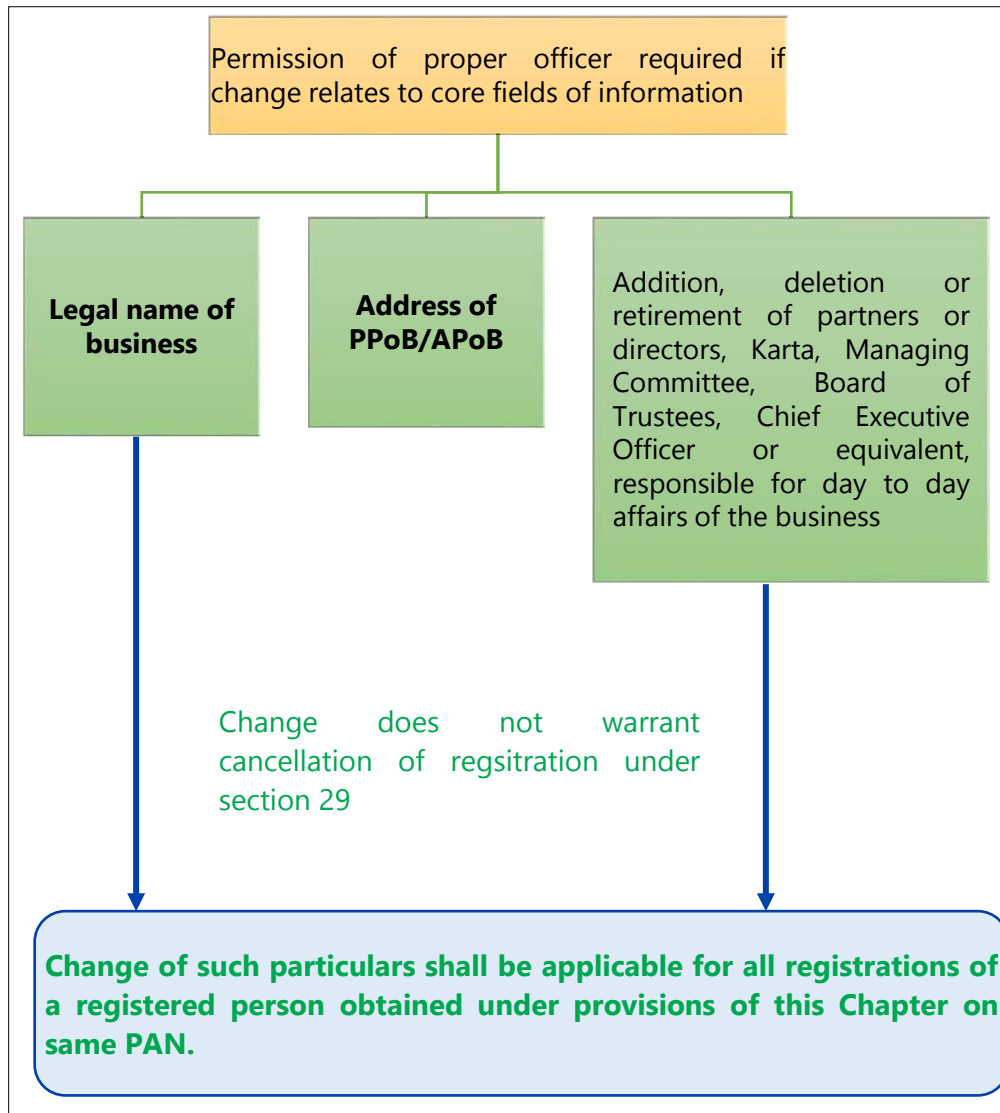 Permission of proper officer required if
change relates to core fields of information
Legal name of
business
Address of
PPoB/APoB
Addition, deletion or
retirement of partners or
directors, Karta, Managing
Committee, Board of
Trustees, Chief Executive
Officer or equivalent,
responsible for day to day
affairs of the business
Change does not warrant
cancellation of regsitration under
section 29
Change of such particulars shall be applicable for all registrations of
a registered person obtained under provisions of this Chapter on
same PAN.